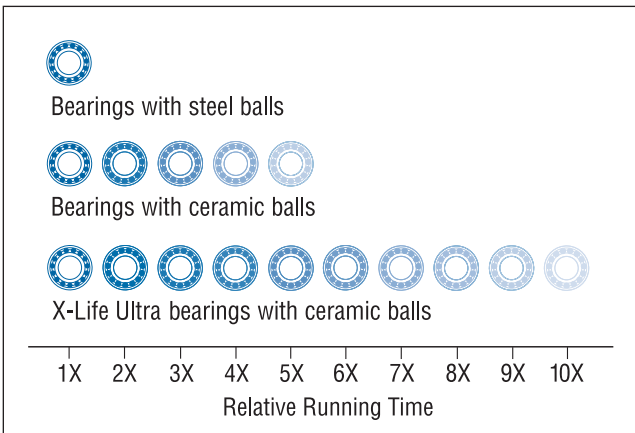 Bearings with steel balls
Bearings with ceramic balls
X-Life Ultra bearings with ceramic balls
1X 2X 3X 4X 5X 6X 7X 8X 9X 10X
Relative Running Time